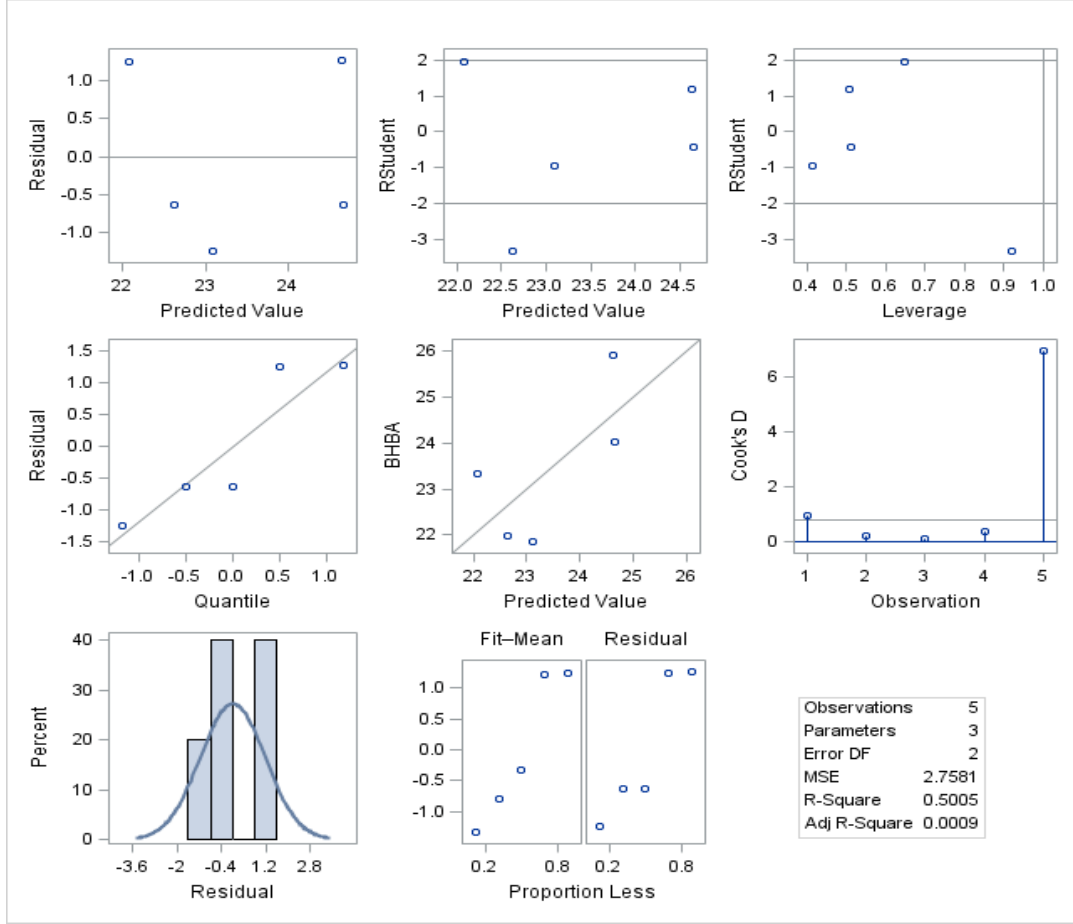 1.0
0.5
0.0
-0.5
-1.0
Residual
22 23 24
Predicted Value
2
1
0
-1
-2
-3
RStudent
22.0 22.5 23.0 23.5 24.0 24.5
Predicted Value
2
1
0
-1
-2
-3
RStudent
0.4 0.5 0.6 0.7 0.8 0.9 1.0
Leverage
1.5
1.0
0.5
0.0
-0.5
-1.0
-1.5
Residual
-1.0 -0.5 0.0 0.5 1.0
Quantile
26
25
24
23
22
BHBA
22 23 24 25 26
Predicted Value
6
4
2
0
Cook's D
1 2 3 4 5
Observation
40
30
20
10
0
Percent
-3.6 -2 -0.4 1.2 2.8
Residual
Fit–Mean Residual
1.0
0.5
0.0
-0.5
-1.0
0.2 0.8 0.2 0.8
Proportion Less
Observations 5
Parameters 3
Error DF 2
MSE 2.7581
R-Square 0.5005
Adj R-Square 0.0009